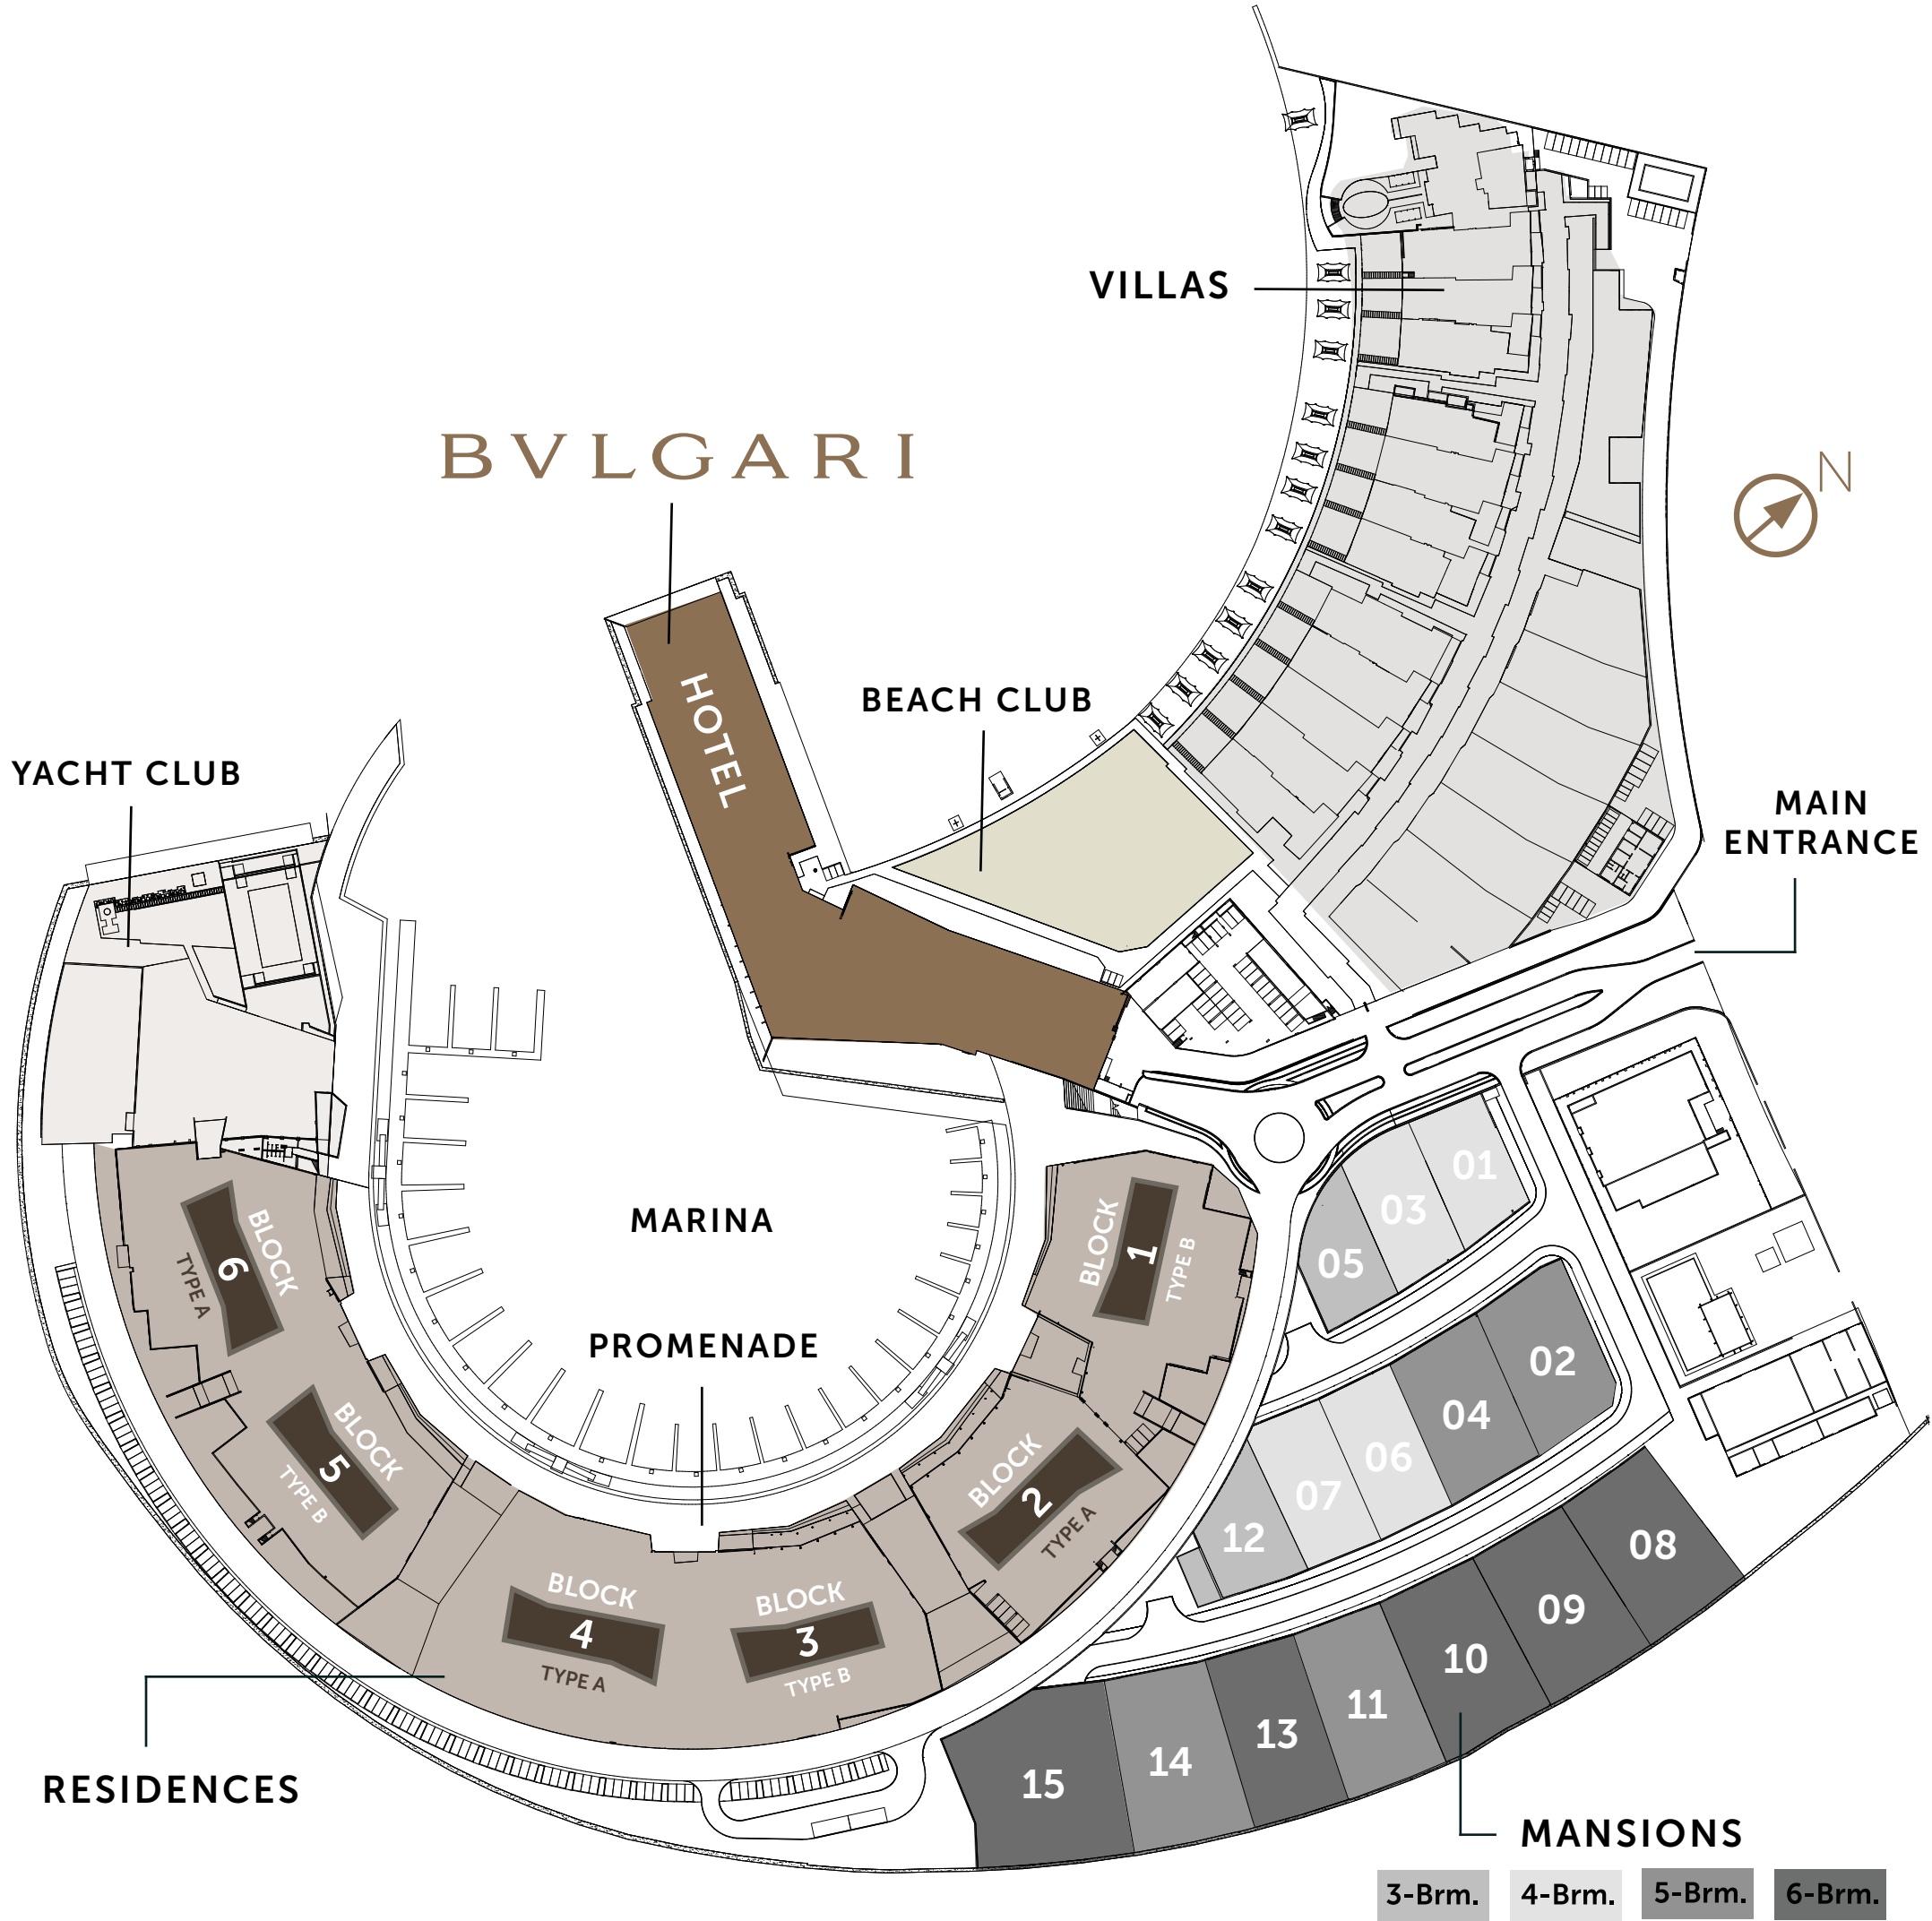 VILLAS
BVLGARI
N
HOTEL
BEACH CLUB
YACHT CLUB
MAIN
ENTRANCE
01
03
05
MARINA
BLOCK
1
TYPE B
BLOCK
6
TYPE A
PROMENADE
02
04
06
07
12
BLOCK
5
TYPE B
BLOCK
2
TYPE A
BLOCK
4
TYPE A
BLOCK
3
TYPE B
08
09
10
11
13
14
15
RESIDENCES
MANSIONS
3-Brm.
4-Brm.
5-Brm.
6-Brm.